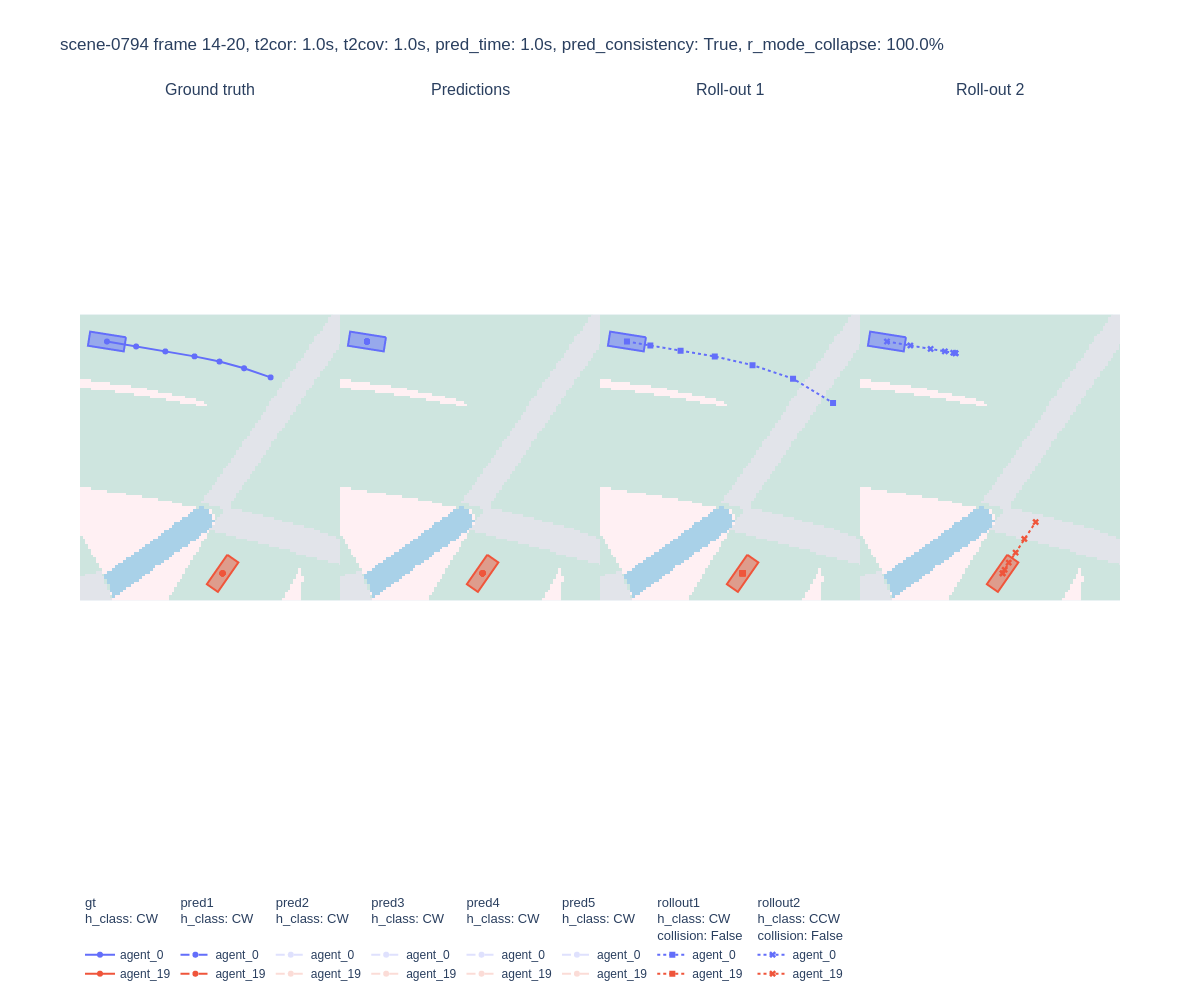 scene-0794 frame 14-20, t2cor: 1.0s, t2cov: 1.0s, pred_time: 1.0s, pred_consistency: True, r_mode_collapse: 100.0%
Ground truth Predictions Roll-out 1 Roll-out 2
gt pred1 pred2 pred3 pred4 pred5 rollout1 rollout2
h_class: CW h_class: CW h_class: CW h_class: CW h_class: CW h_class: CW h_class: CW h_class: CCW
collision: False collision: False
agent_0 agent_0 agent_0 agent_0 agent_0 agent_0 agent_0 agent_0
agent_19 agent_19 agent_19 agent_19 agent_19 agent_19 agent_19 agent_19